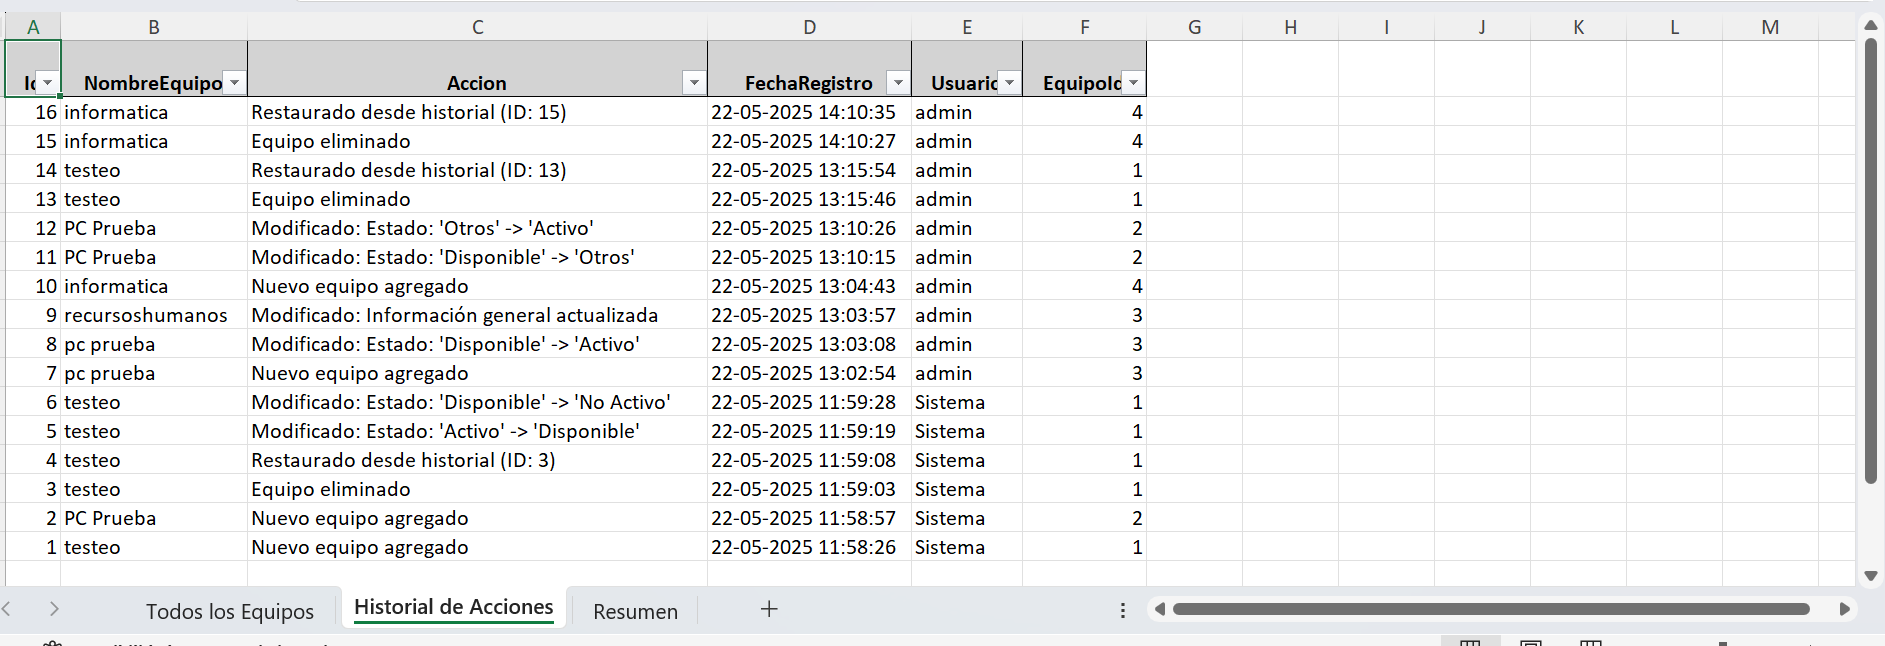 A B C D E F G H I J K L M
NombreEquipo Accion FechaRegistro Usuario EquipoId
16 informatica Restaurado desde historial (ID: 15) 22-05-2025 14:10:35 admin 4
15 informatica Equipo eliminado 22-05-2025 14:10:27 admin 4
14 testeo Restaurado desde historial (ID: 13) 22-05-2025 13:15:54 admin 1
13 testeo Equipo eliminado 22-05-2025 13:15:46 admin 1
12 PC Prueba Modificado: Estado: 'Otros' -> 'Activo' 22-05-2025 13:10:26 admin 2
11 PC Prueba Modificado: Estado: 'Disponible' -> 'Otros' 22-05-2025 13:10:15 admin 2
10 informatica Nuevo equipo agregado 22-05-2025 13:04:43 admin 4
9 recursoshumanos Modificado: Información general actualizada 22-05-2025 13:03:57 admin 3
8 pc prueba Modificado: Estado: 'Disponible' -> 'Activo' 22-05-2025 13:03:08 admin 3
7 pc prueba Nuevo equipo agregado 22-05-2025 13:02:54 admin 3
6 testeo Modificado: Estado: 'Disponible' -> 'No Activo' 22-05-2025 11:59:28 Sistema 1
5 testeo Modificado: Estado: 'Activo' -> 'Disponible' 22-05-2025 11:59:19 Sistema 1
4 testeo Restaurado desde historial (ID: 3) 22-05-2025 11:59:08 Sistema 1
3 testeo Equipo eliminado 22-05-2025 11:59:03 Sistema 1
2 PC Prueba Nuevo equipo agregado 22-05-2025 11:58:57 Sistema 2
1 testeo Nuevo equipo agregado 22-05-2025 11:58:26 Sistema 1
Todos los Equipos Historial de Acciones Resumen